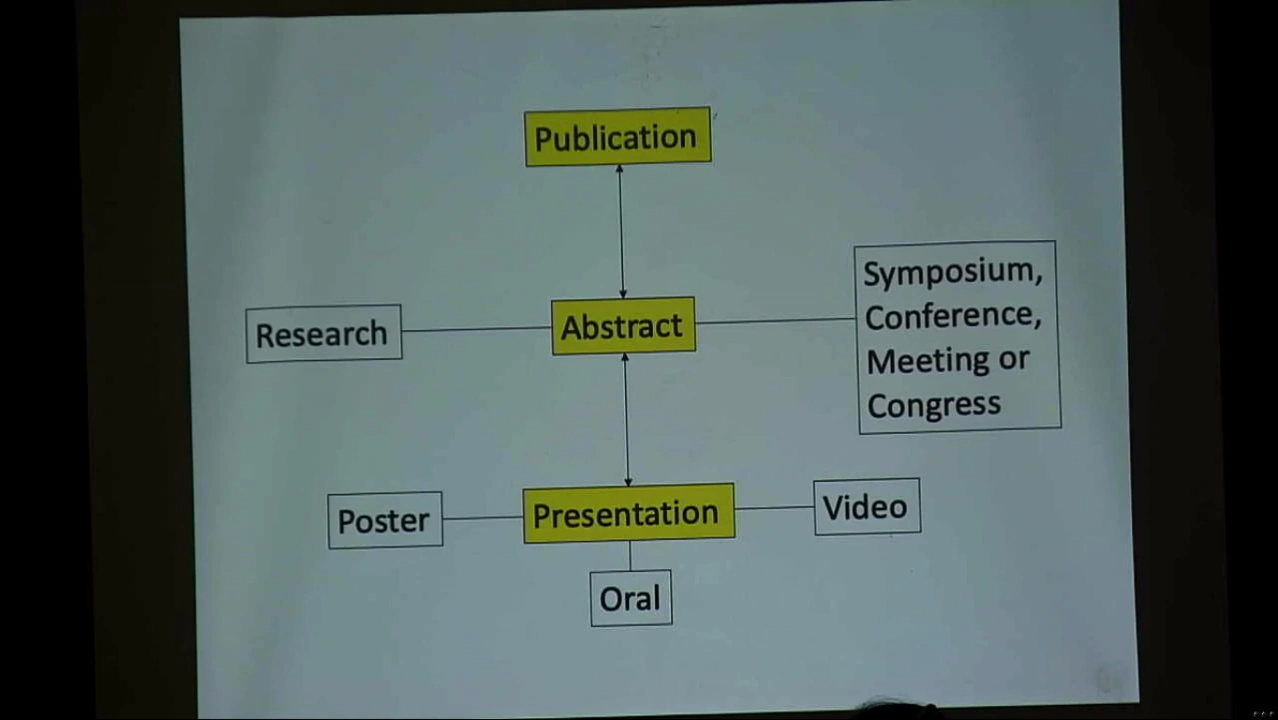 Publication
Research
Abstract
Symposium,
Conference,
Meeting or
Congress
Poster
Presentation
Video
Oral